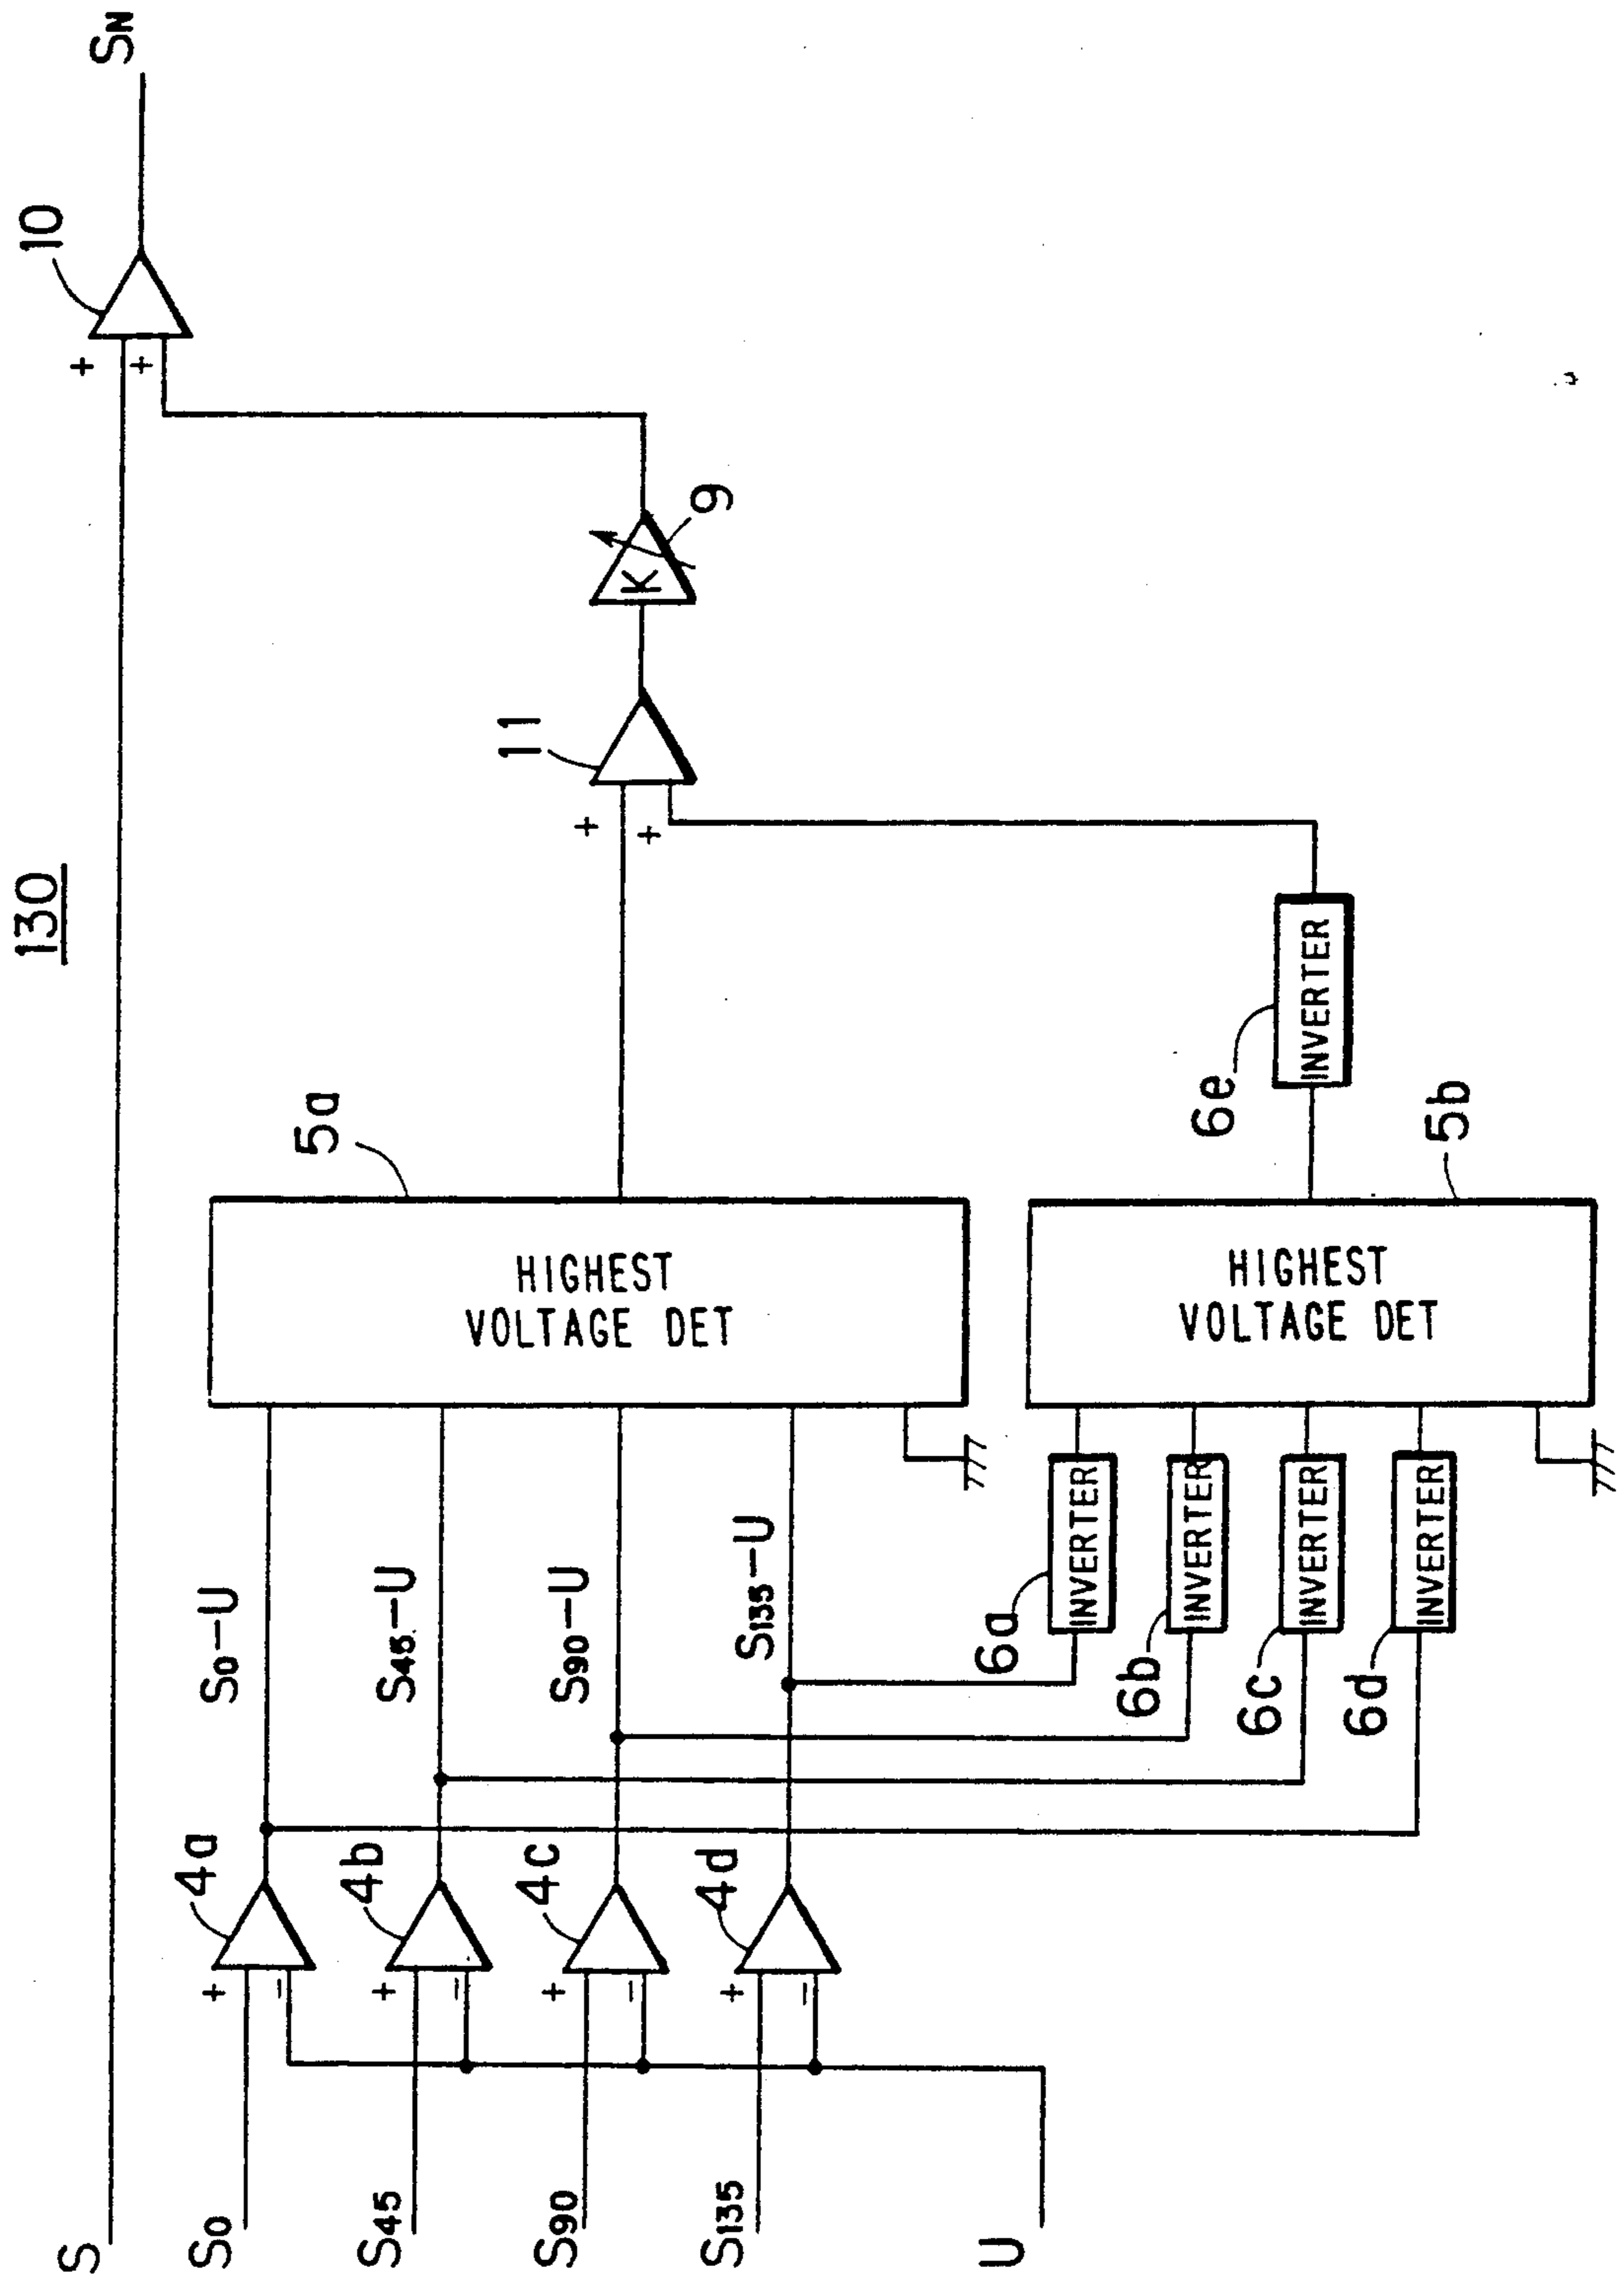 130
S
SN
10
+
+
S0
+
-
4a
S0-U
S45
+
-
4b
S45-U
S90
+
-
4c
S90-U
S135
+
-
4d
S135-U
U
5a
HIGHEST
VOLTAGE DET
11
+
+
K
9
6a
INVERTER
6b
INVERTER
6c
INVERTER
6d
INVERTER
5b
HIGHEST
VOLTAGE DET
6e
INVERTER